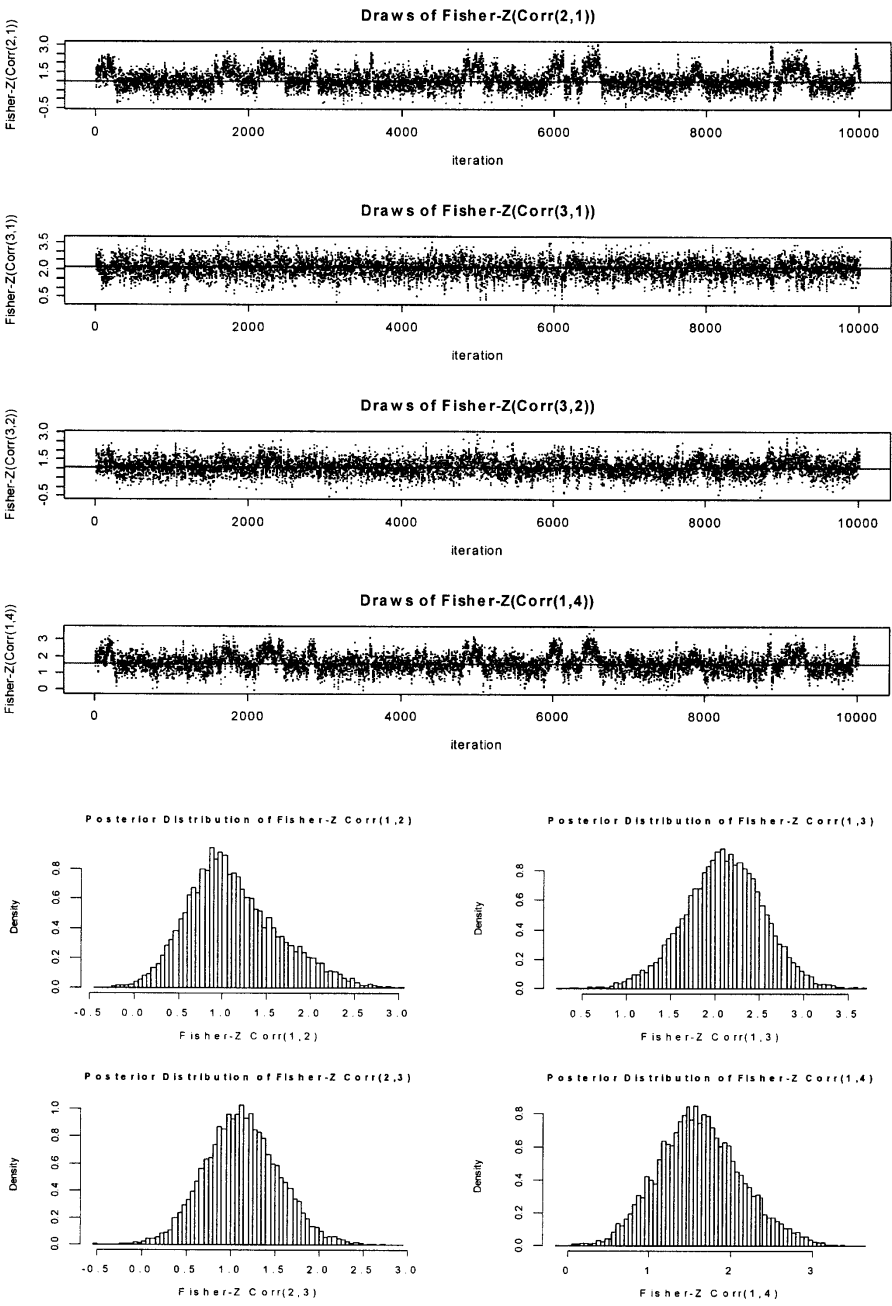 Draws of Fisher-Z(Corr(2,1))
Fisher-Z(Corr(2,1))
3.0
1.5
-0.5
0 2000 4000 6000 8000 10000
iteration
Draws of Fisher-Z(Corr(3,1))
Fisher-Z(Corr(3,1))
3.5
2.0
0.5
0 2000 4000 6000 8000 10000
iteration
Draws of Fisher-Z(Corr(3,2))
Fisher-Z(Corr(3,2))
3.0
1.5
-0.5
0 2000 4000 6000 8000 10000
iteration
Draws of Fisher-Z(Corr(1,4))
Fisher-Z(Corr(1,4))
3
2
1
0
0 2000 4000 6000 8000 10000
iteration
Posterior Distribution of Fisher-Z Corr(1,2)
Density
0.8
0.6
0.4
0.2
0.0
-0.5 0.0 0.5 1.0 1.5 2.0 2.5 3.0
Fisher-Z Corr(1,2)
Posterior Distribution of Fisher-Z Corr(1,3)
Density
0.8
0.6
0.4
0.2
0.0
0.5 1.0 1.5 2.0 2.5 3.0 3.5
Fisher-Z Corr(1,3)
Posterior Distribution of Fisher-Z Corr(2,3)
Density
1.0
0.8
0.6
0.4
0.2
0.0
-0.5 0.0 0.5 1.0 1.5 2.0 2.5 3.0
Fisher-Z Corr(2,3)
Posterior Distribution of Fisher-Z Corr(1,4)
Density
0.8
0.6
0.4
0.2
0.0
0 1 2 3
Fisher-Z Corr(1,4)